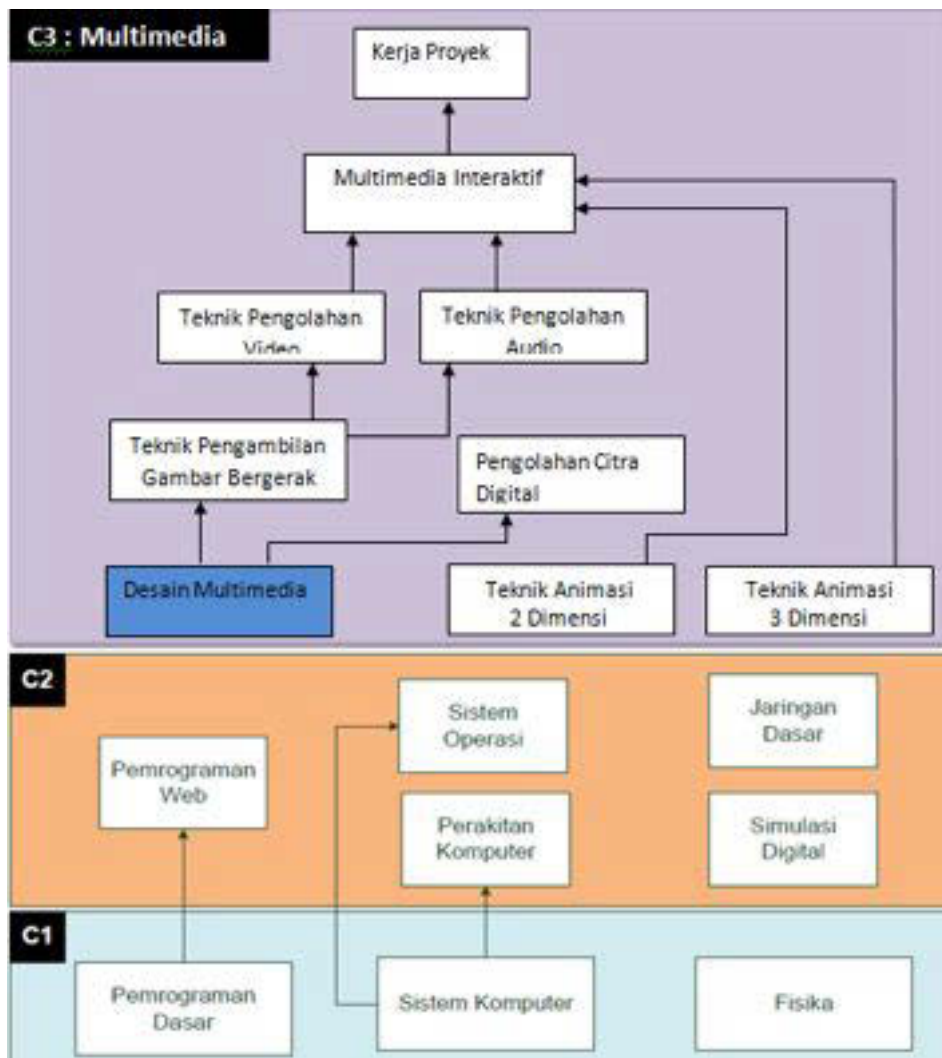 C3 : Multimedia
Kerja Proyek
Multimedia Interaktif
Teknik Pengolahan
Video
Teknik Pengolahan
Audio
Teknik Pengambilan
Gambar Bergerak
Pengolahan Citra
Digital
Desain Multimedia
Teknik Animasi
2 Dimensi
Teknik Animasi
3 Dimensi
C2
Sistem
Operasi
Jaringan
Dasar
Pemrograman
Web
Perakitan
Komputer
Simulasi
Digital
C1
Pemrograman
Dasar
Sistem Komputer
Fisika